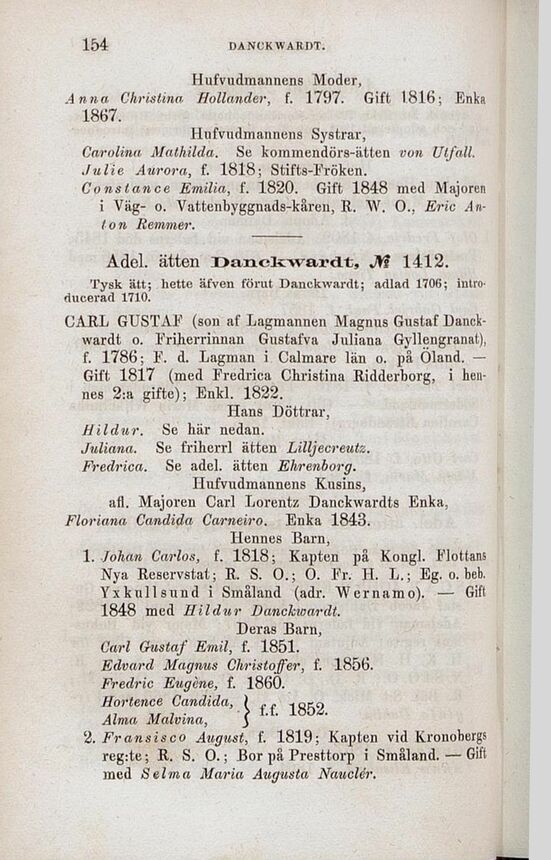 154
DANCKWARDT.
Hufvudmannens Moder,
Anna Christina Hollander, f. 1797. Gift 1816; Enka
1867.
Hufvudmannens Systrar,
Carolina Mathilda. Se kommendörs-ätten von Utfall.
Julie Aurora, f. 1818; Stifts-Fröken.
Constance Emilia, f. 1820. Gift 1848 med Majoren
i Väg- o. Vattenbyggnads-kåren, R. W. O., Eric An-
ton Remmer.
Adel. ätten Danckwardt, № 1412.
Tysk ätt; hette äfven förut Danckwardt; adlad 1706; intro-
ducerad 1710.
CARL GUSTAF (son af Lagmannen Magnus Gustaf Danck-
wardt o. Friherrinnan Gustafva Juliana Gyllengranat),
f. 1786; F. d. Lagman i Calmare län o. på Öland. —
Gift 1817 (med Fredrica Christina Ridderborg, i hen-
nes 2:a gifte); Enkl. 1822.
Hans Döttrar,
Hildur. Se här nedan.
Juliana. Se friherrl ätten Lilljecreutz.
Fredrica. Se adel. ätten Ehrenborg.
Hufvudmannens Kusins,
afl. Majoren Carl Lorentz Danckwardts Enka,
Floriana Candida Carneiro. Enka 1843.
Hennes Barn,
1. Johan Carlos, f. 1818; Kapten på Kongl. Flottans
Nya Reservstat; R. S. O.; O. Fr. H. L.; Eg. o. beb.
Yxkullsund i Småland (adr. Wernamo). — Gift
1848 med Hildur Danckwardt.
Deras Barn,
Carl Gustaf Emil, f. 1851.
Edvard Magnus Christoffer, f. 1856.
Fredric Eugène, f. 1860.
Hortence Candida, } f.f. 1852.
Alma Malvina,
2. Fransisco August, f. 1819; Kapten vid Kronobergs
reg:te; R. S. O.; Bor på Presttorp i Småland. — Gift
med Selma Maria Augusta Nauclér.